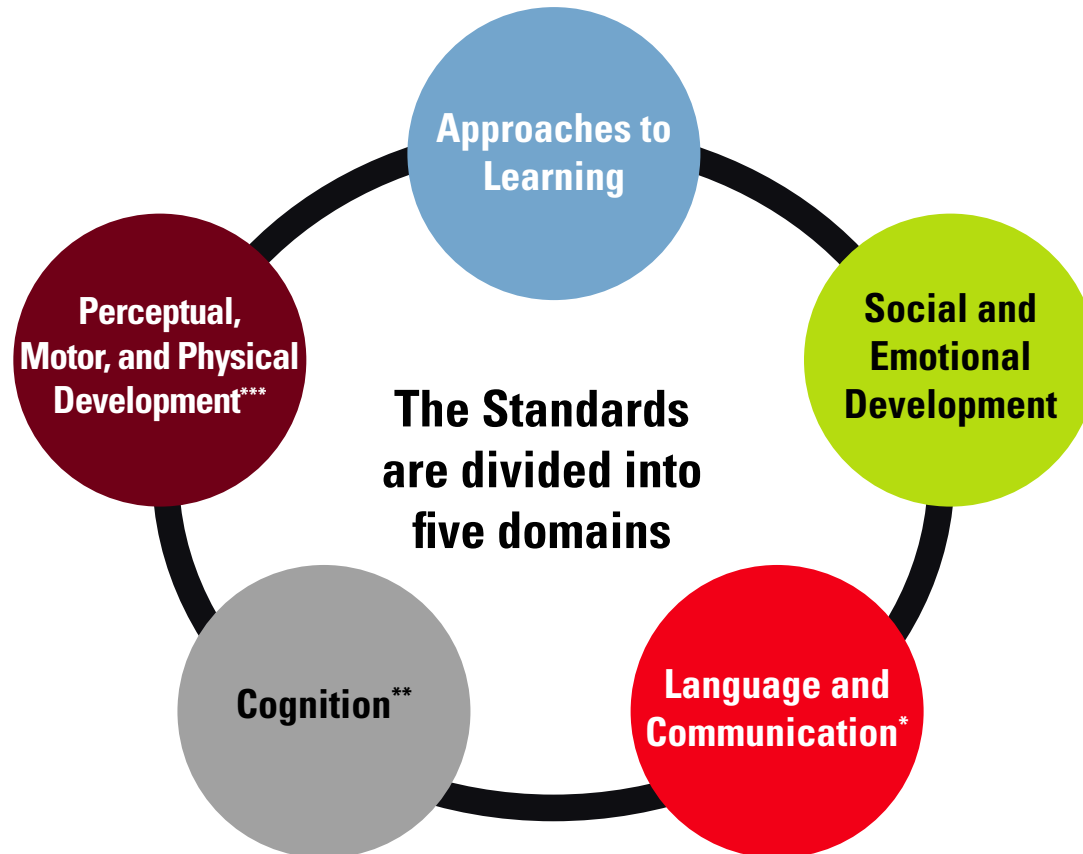 Approaches to
Learning
Social and
Emotional
Development
Language and
Communication*
Cognition**
Perceptual,
Motor, and Physical
Development***
The Standards
are divided into
five domains